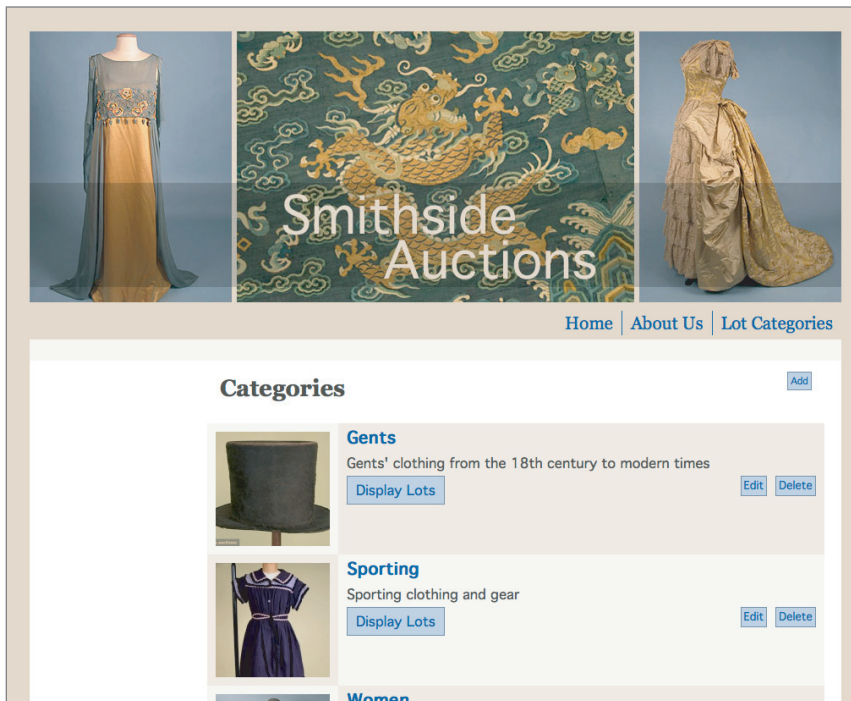 Smithside
Auctions
Home About Us Lot Categories
Categories
Add
Gents
Gents' clothing from the 18th century to modern times
Display Lots
Edit Delete
Sporting
Sporting clothing and gear
Display Lots
Edit Delete
Women